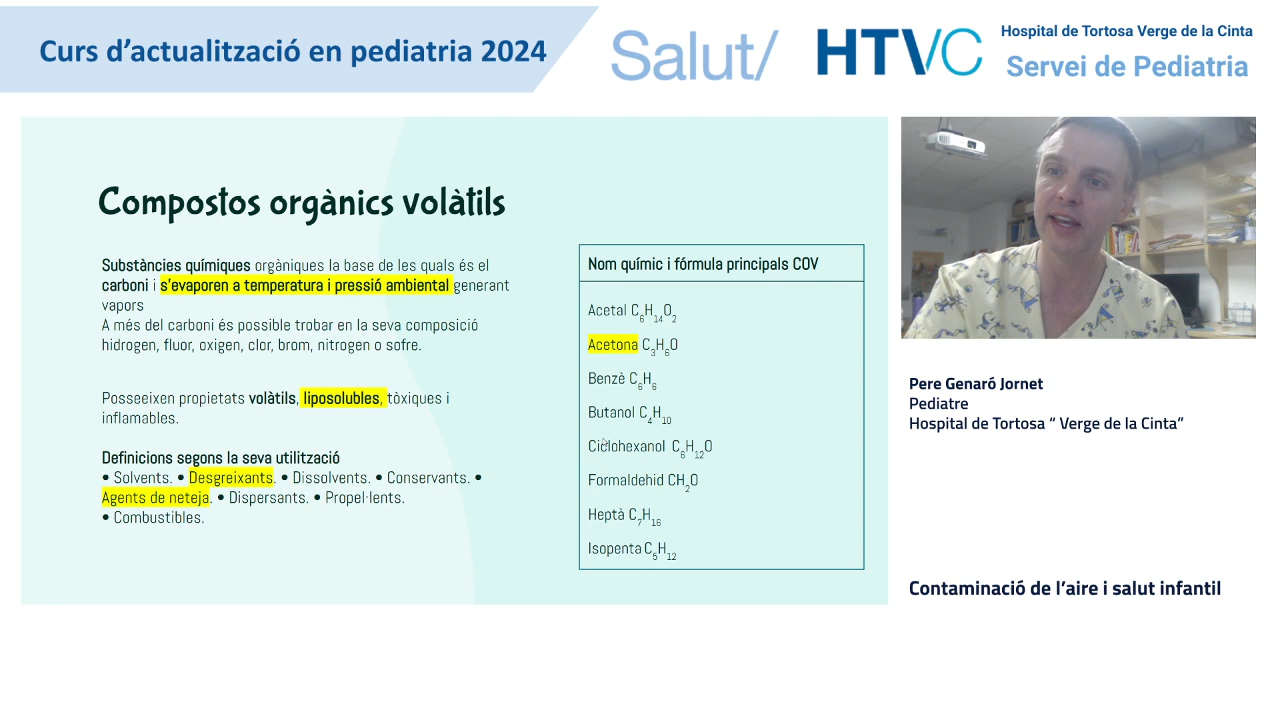 Curs d’actualització en pediatria 2024
Salut/
HTVC
Hospital de Tortosa Verge de la Cinta
Servei de Pediatria
Compostos orgànics volàtils
Substàncies químiques orgàniques la base de les quals és el
carboni i s'evaporen a temperatura i pressió ambiental generant
vapors
A més del carboni és possible trobar en la seva composició
hidrogen, fluor, oxigen, clor, brom, nitrogen o sofre.
Posseeixen propietats volàtils, liposolubles, tòxiques i
inflamables.
Definicions segons la seva utilització
• Solvents. • Desgreixants. • Dissolvents. • Conservants. •
Agents de neteja. • Dispersants. • Propel·lents.
• Combustibles.
Nom químic i fórmula principals COV
Acetal C6H14O2
Acetona C3H6O
Benzè C6H6
Butanol C4H10
Ciclohexanol C6H12O
Formaldehid CH2O
Heptà C7H16
Isopenta C5H12
Pere Genaró Jornet
Pediatre
Hospital de Tortosa “ Verge de la Cinta”
Contaminació de l’aire i salut infantil